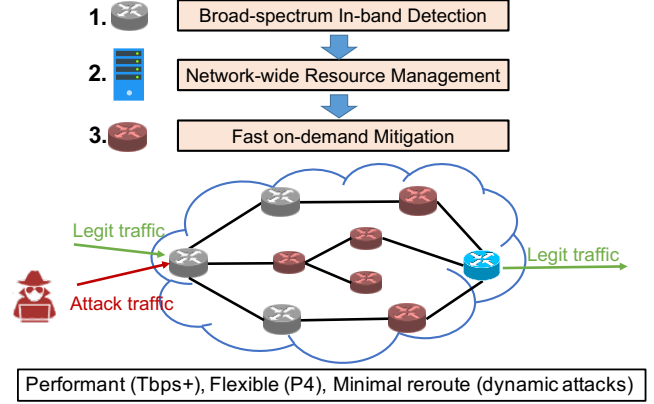 1. Broad-spectrum In-band Detection
2. Network-wide Resource Management
3. Fast on-demand Mitigation
Legit traffic
Legit traffic
Attack traffic
Performant (Tbps+), Flexible (P4), Minimal reroute (dynamic attacks)